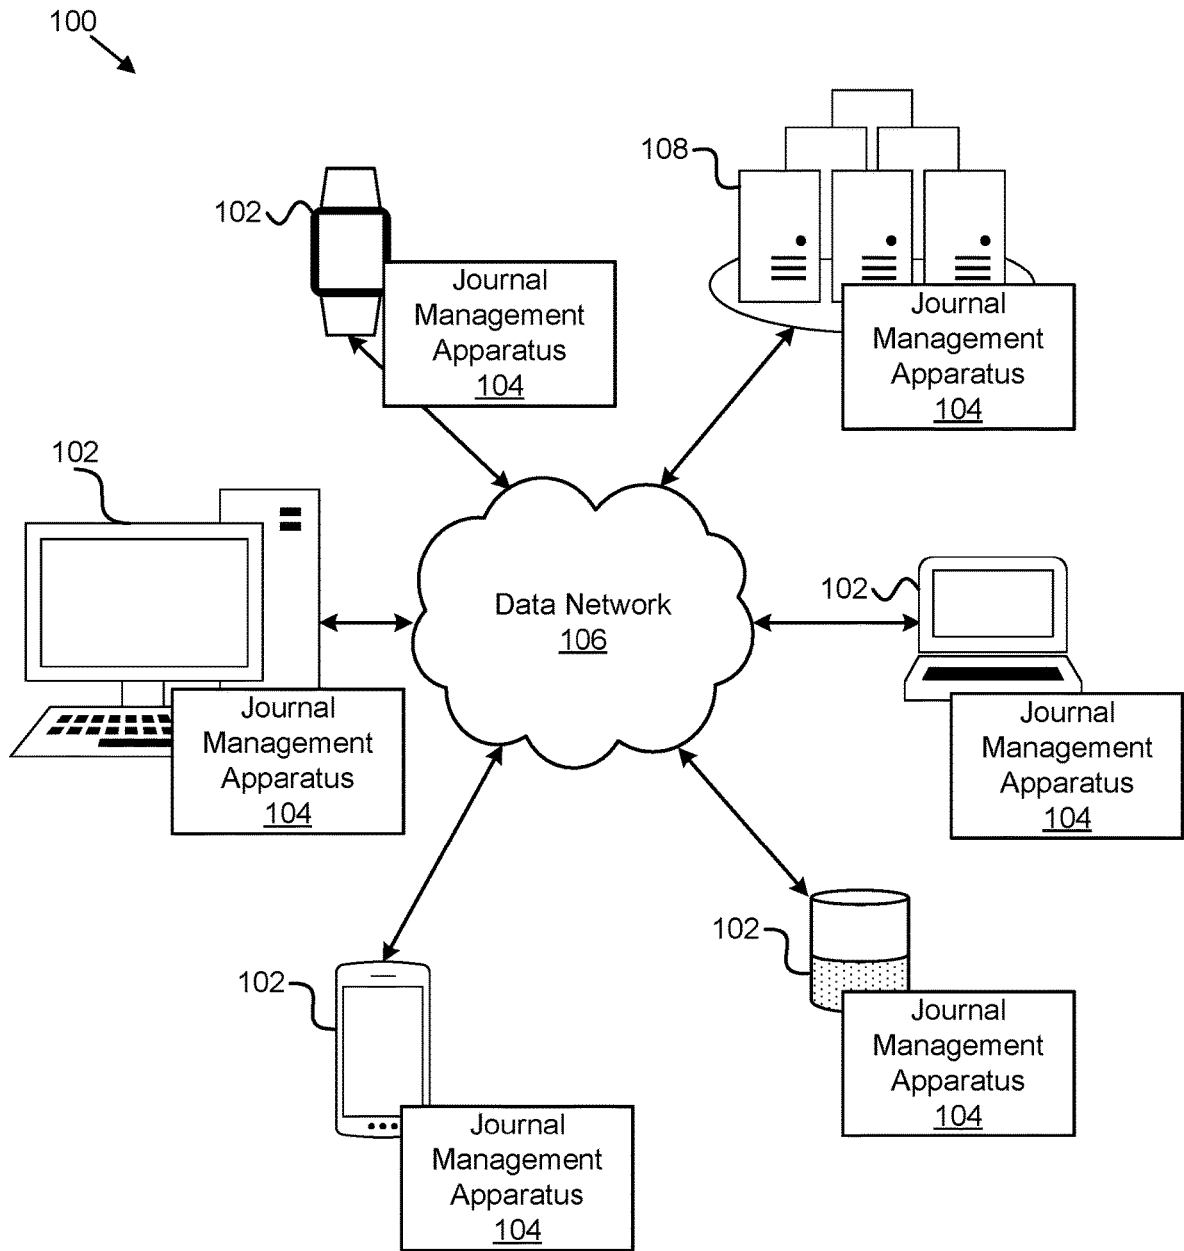 100
108
102
Journal
Management
Apparatus
104
Journal
Management
Apparatus
104
102
Data Network
106
102
Journal
Management
Apparatus
104
Journal
Management
Apparatus
104
102
102
Journal
Management
Apparatus
104
Journal
Management
Apparatus
104